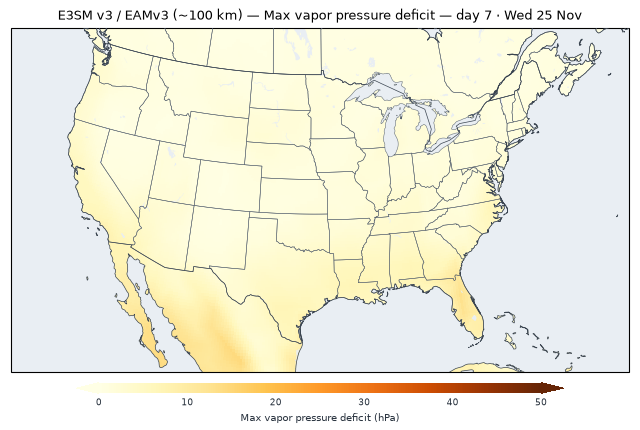 E3SM v3 / EAMv3 (~100 km) — Max vapor pressure deficit — day 7 · Wed 25 Nov
0 10 20 30 40 50
Max vapor pressure deficit (hPa)